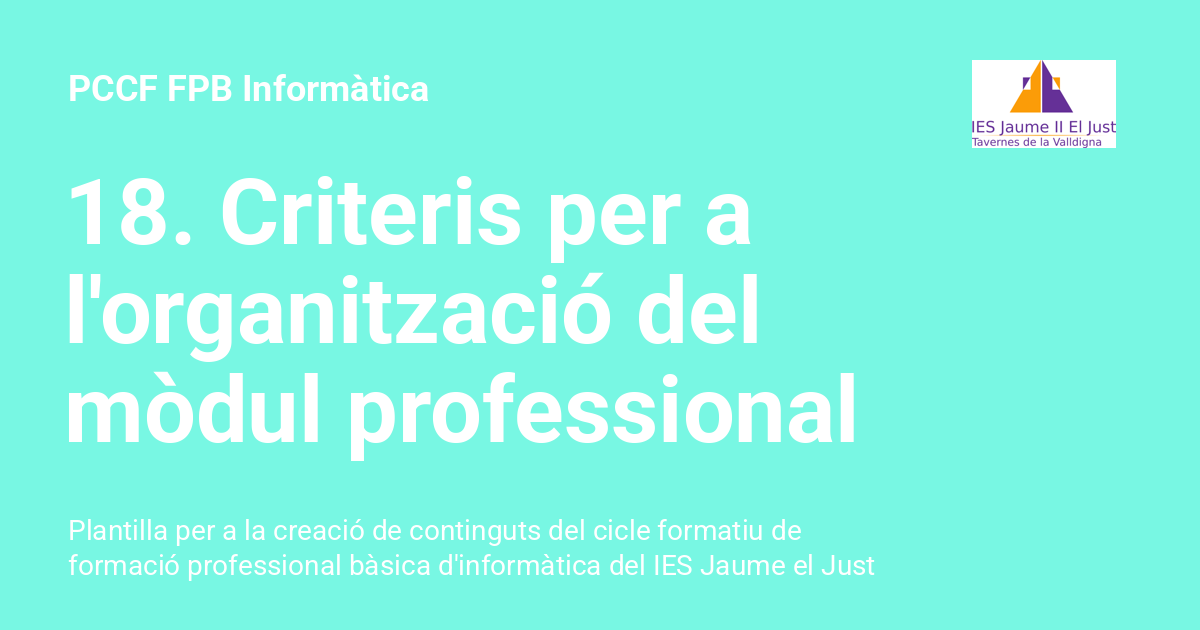 PCCF FPB Informàtica
IES Jaume II El Just
Tavernes de la Valldigna
18. Criteris per a
l'organització del
mòdul professional
Plantilla per a la creació de continguts del cicle formatiu de
formació professional bàsica d'informàtica del IES Jaume el Just